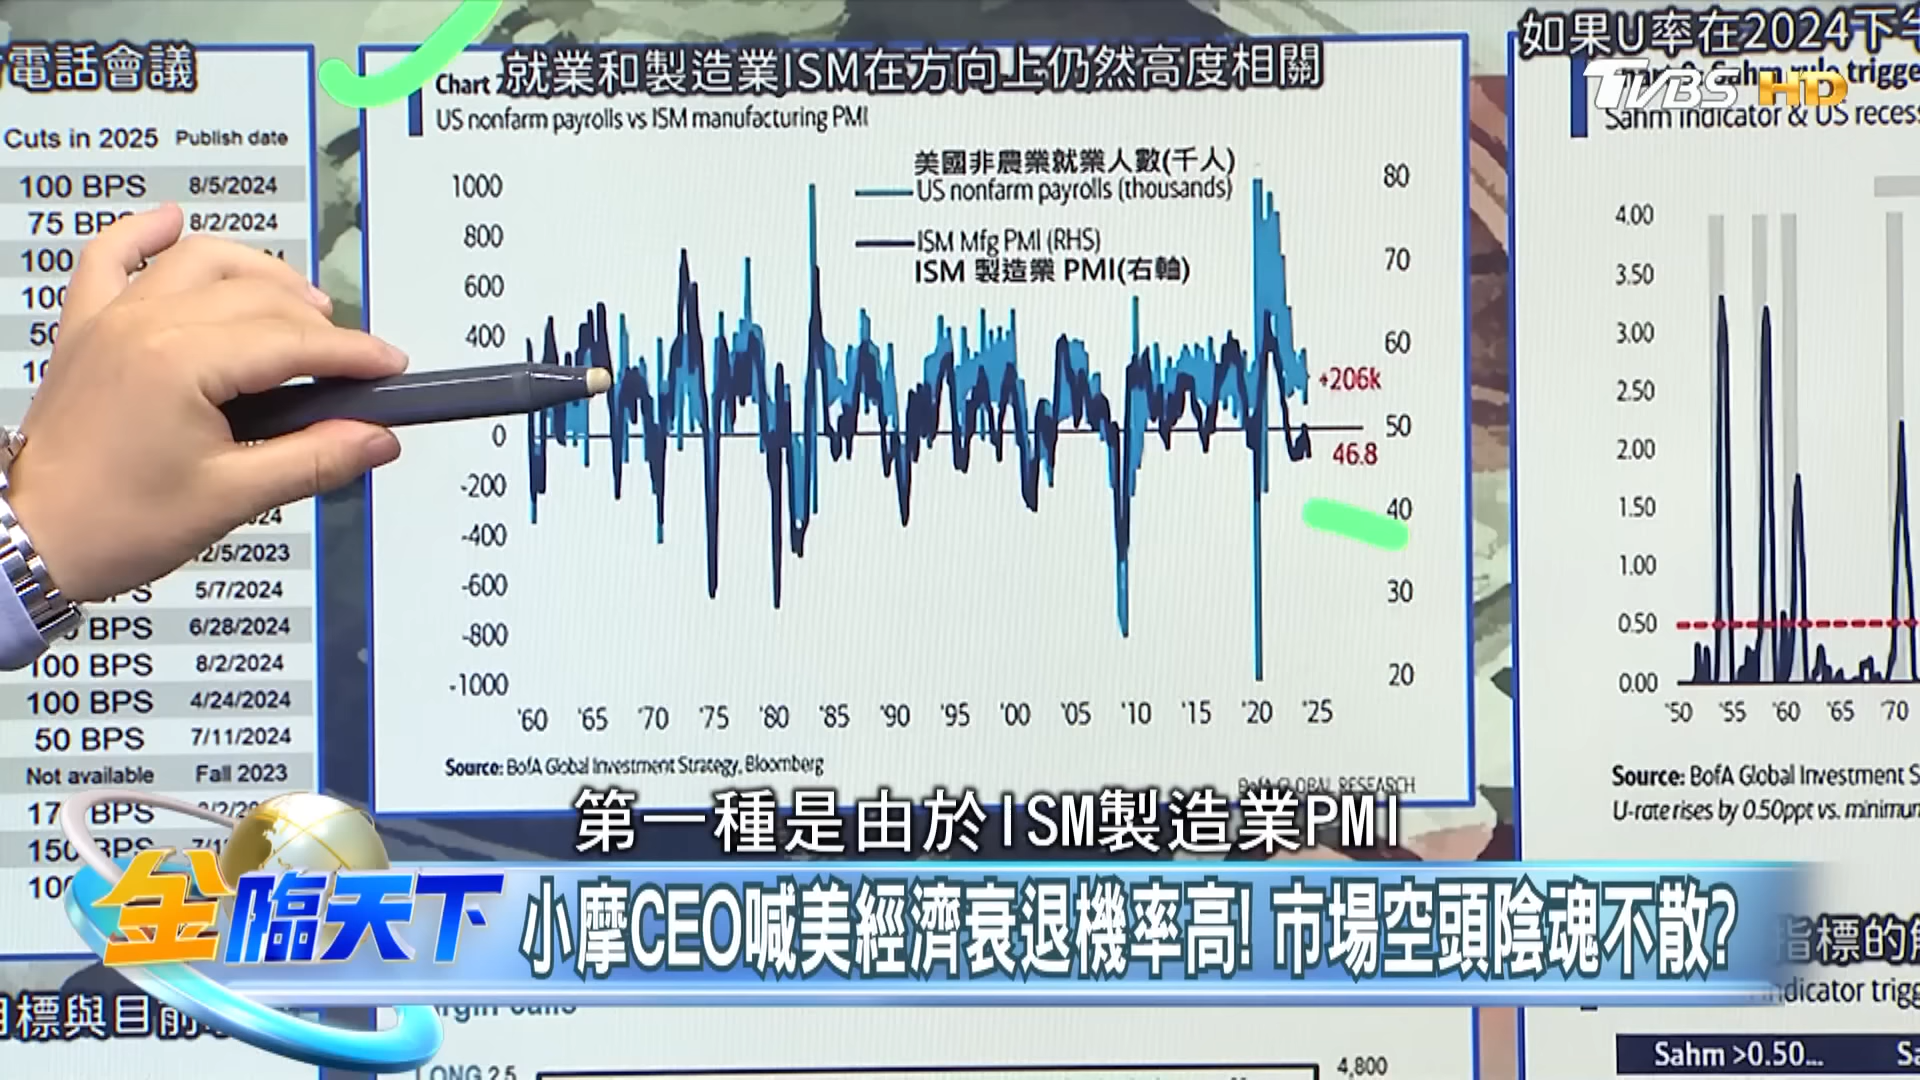 電話會議
Cuts in 2025 Publish date
100 BPS 8/5/2024
75 BPS 8/2/2024
5/7/2024
BPS 6/28/2024
100 BPS 8/2/2024
100 BPS 4/24/2024
50 BPS 7/11/2024
Not available Fall 2023
就業和製造業ISM在方向上仍然高度相關
Chart
US nonfarm payrolls vs ISM manufacturing PMI
美國非農業就業人數(千人)
US nonfarm payrolls (thousands)
ISM Mfg PMI (RHS)
ISM 製造業 PMI(右軸)
1000
800
600
400
0
-200
-400
-600
-800
-1000
80
70
60
50
40
30
20
+206k
46.8
'60 '65 '70 '75 '80 '85 '90 '95 '00 '05 '10 '15 '20 '25
Source: BofA Global Investment Strategy, Bloomberg
BofA GLOBAL RESEARCH
如果U率在2024下半
TVBS HD
Sahm rule trigge
Sahm indicator & US recess
4.00
3.50
3.00
2.50
2.00
1.50
1.00
0.50
0.00
'50 '55 '60 '65 '70
Source: BofA Global Investment S
U-rate rises by 0.50ppt vs. minimum
第一種是由於ISM製造業PMI
金臨天下
小摩CEO喊美經濟衰退機率高! 市場空頭陰魂不散?
指標的
indicator trigg
標與目前
LONG 2.5
4,800
Sahm >0.50... Sa